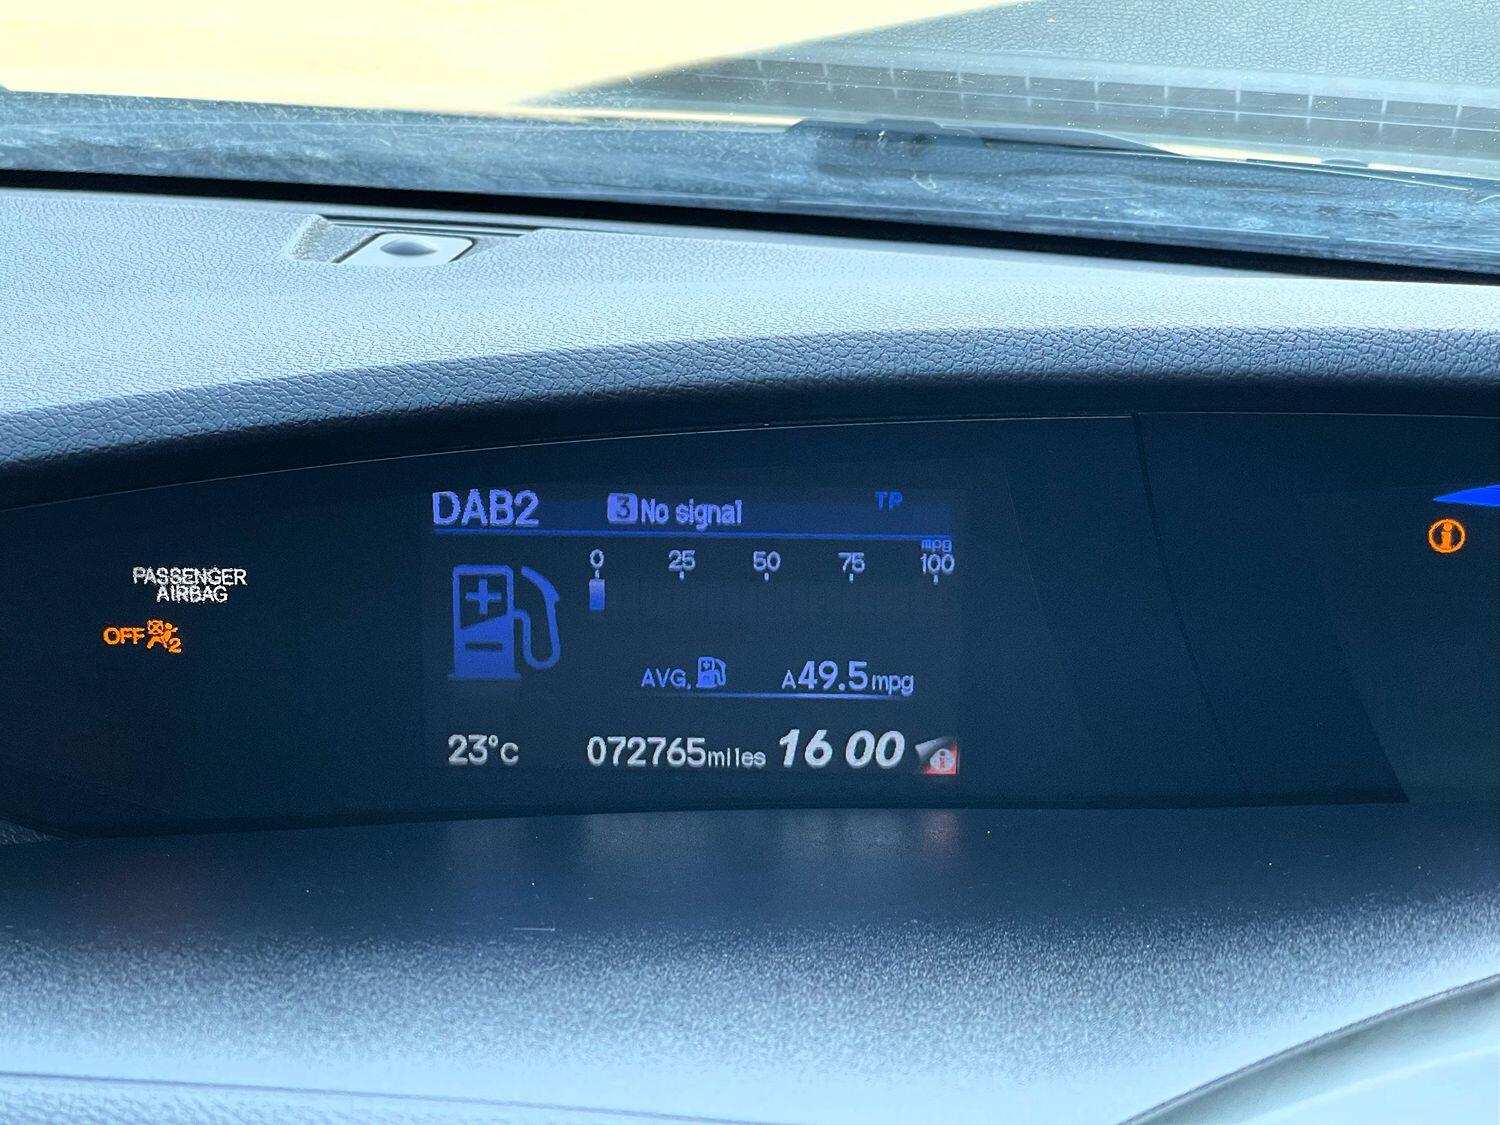 DAB2 3 No signal TP
mpg
0 25 50 75 100
PASSENGER
AIRBAG
OFF 2
AVG. A49.5mpg
23°C 072765miles 16 00